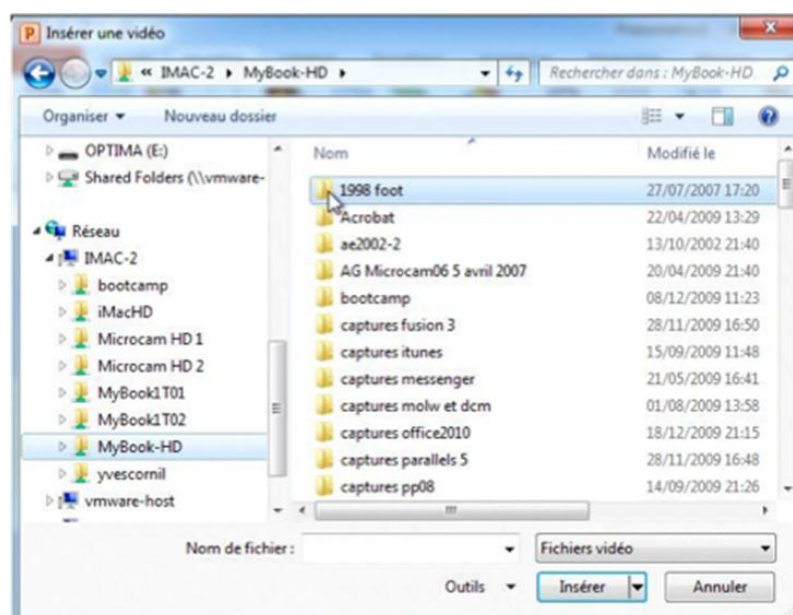 Insérer une vidéo
« IMAC-2 MyBook-HD
Rechercher dans : MyBook-HD
Organiser Nouveau dossier
OPTIMA (E:)
Shared Folders (\\vmware-
Réseau
IMAC-2
bootcamp
iMacHD
Microcam HD 1
Microcam HD 2
MyBook1T01
MyBook1T02
MyBook-HD
yvescornil
vmware-host
Nom Modifié le
1998 foot 27/07/2007 17:20
Acrobat 22/04/2009 13:29
ae2002-2 13/10/2002 21:40
AG Microcam06 5 avril 2007 20/04/2009 21:40
bootcamp 08/12/2009 11:23
captures fusion 3 28/11/2009 16:50
captures itunes 15/09/2009 11:48
captures messenger 21/05/2009 16:41
captures molw et dcm 01/08/2009 13:58
captures office2010 18/12/2009 21:15
captures parallels 5 28/11/2009 16:48
captures pp08 14/09/2009 21:26
Nom de fichier : Fichiers vidéo
Outils Insérer Annuler